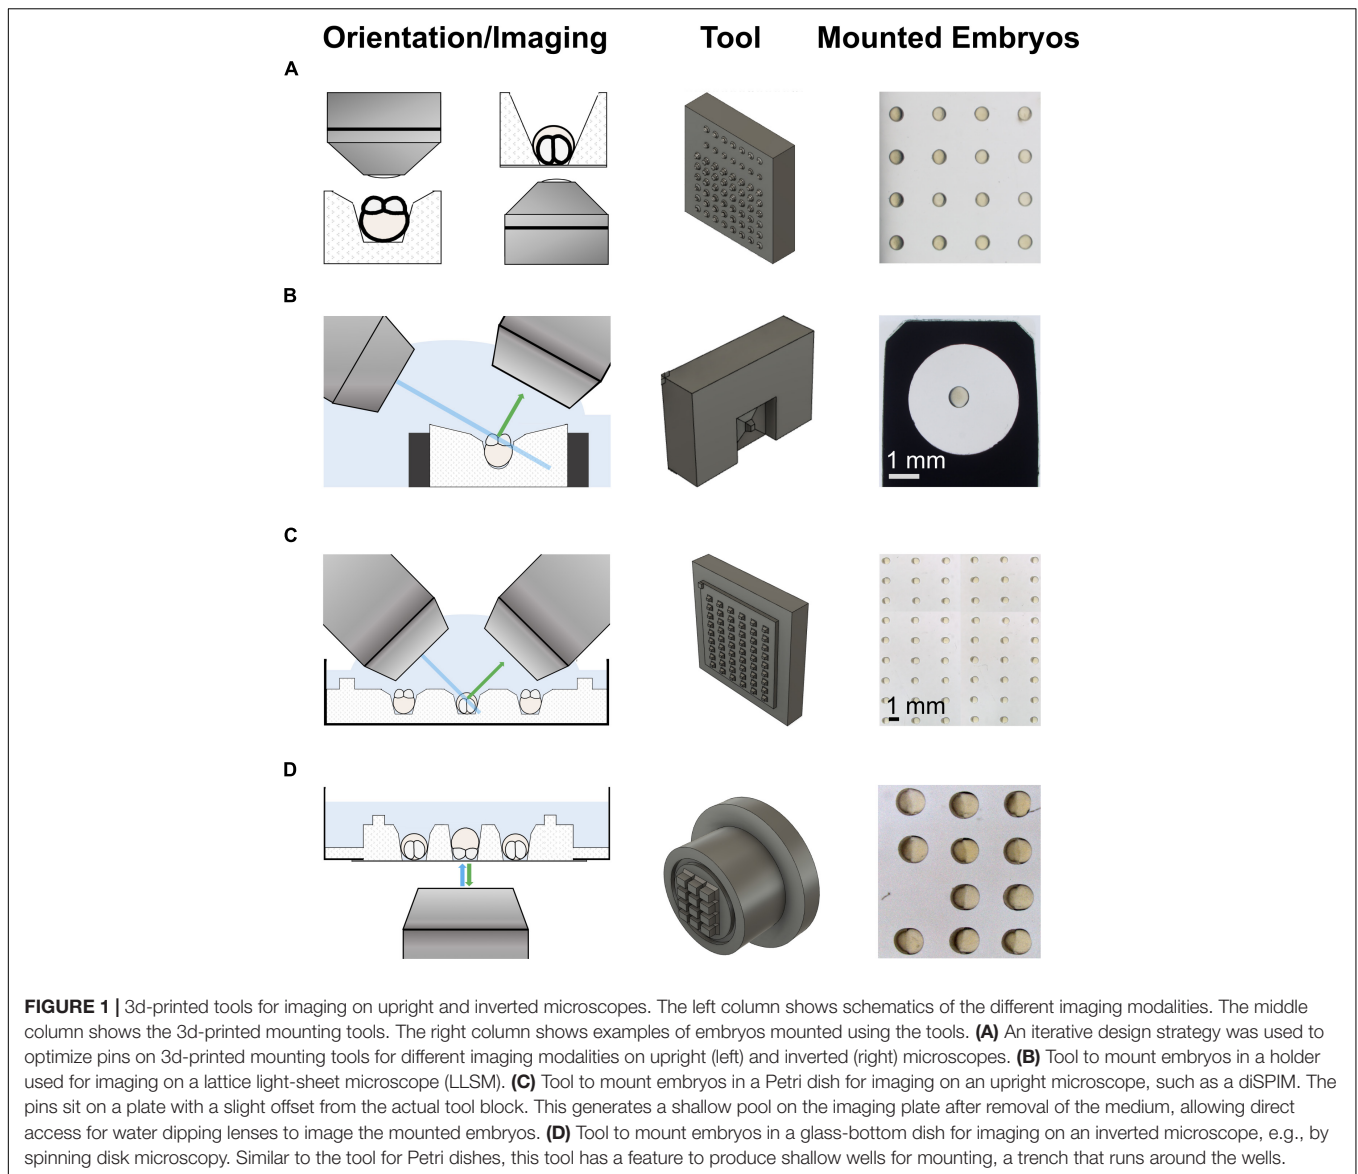 Orientation/Imaging Tool Mounted Embryos
A
B
1 mm
C
1 mm
D
FIGURE 1 | 3d-printed tools for imaging on upright and inverted microscopes. The left column shows schematics of the different imaging modalities. The middle
column shows the 3d-printed mounting tools. The right column shows examples of embryos mounted using the tools. (A) An iterative design strategy was used to
optimize pins on 3d-printed mounting tools for different imaging modalities on upright (left) and inverted (right) microscopes. (B) Tool to mount embryos in a holder
used for imaging on a lattice light-sheet microscope (LLSM). (C) Tool to mount embryos in a Petri dish for imaging on an upright microscope, such as a diSPIM. The
pins sit on a plate with a slight offset from the actual tool block. This generates a shallow pool on the imaging plate after removal of the medium, allowing direct
access for water dipping lenses to image the mounted embryos. (D) Tool to mount embryos in a glass-bottom dish for imaging on an inverted microscope, e.g., by
spinning disk microscopy. Similar to the tool for Petri dishes, this tool has a feature to produce shallow wells for mounting, a trench that runs around the wells.